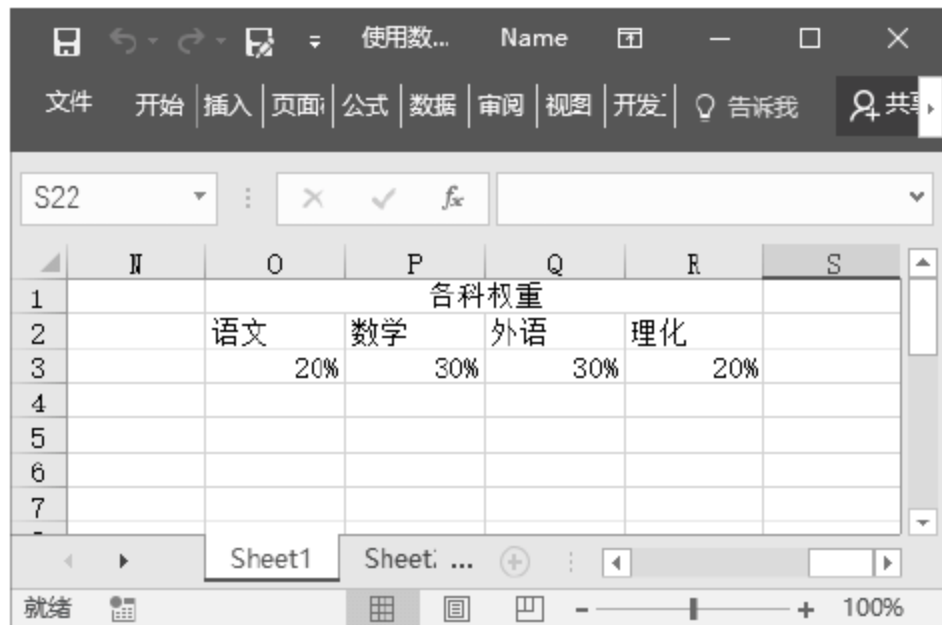 使用数... Name
文件 开始 插入 页面 公式 数据 审阅 视图 开发 告诉我 共享
S22 fx
N O P Q R S
1 各科权重
2 语文 数学 外语 理化
3 20% 30% 30% 20%
4
5
6
7
Sheet1 Sheet ...
就绪 100%